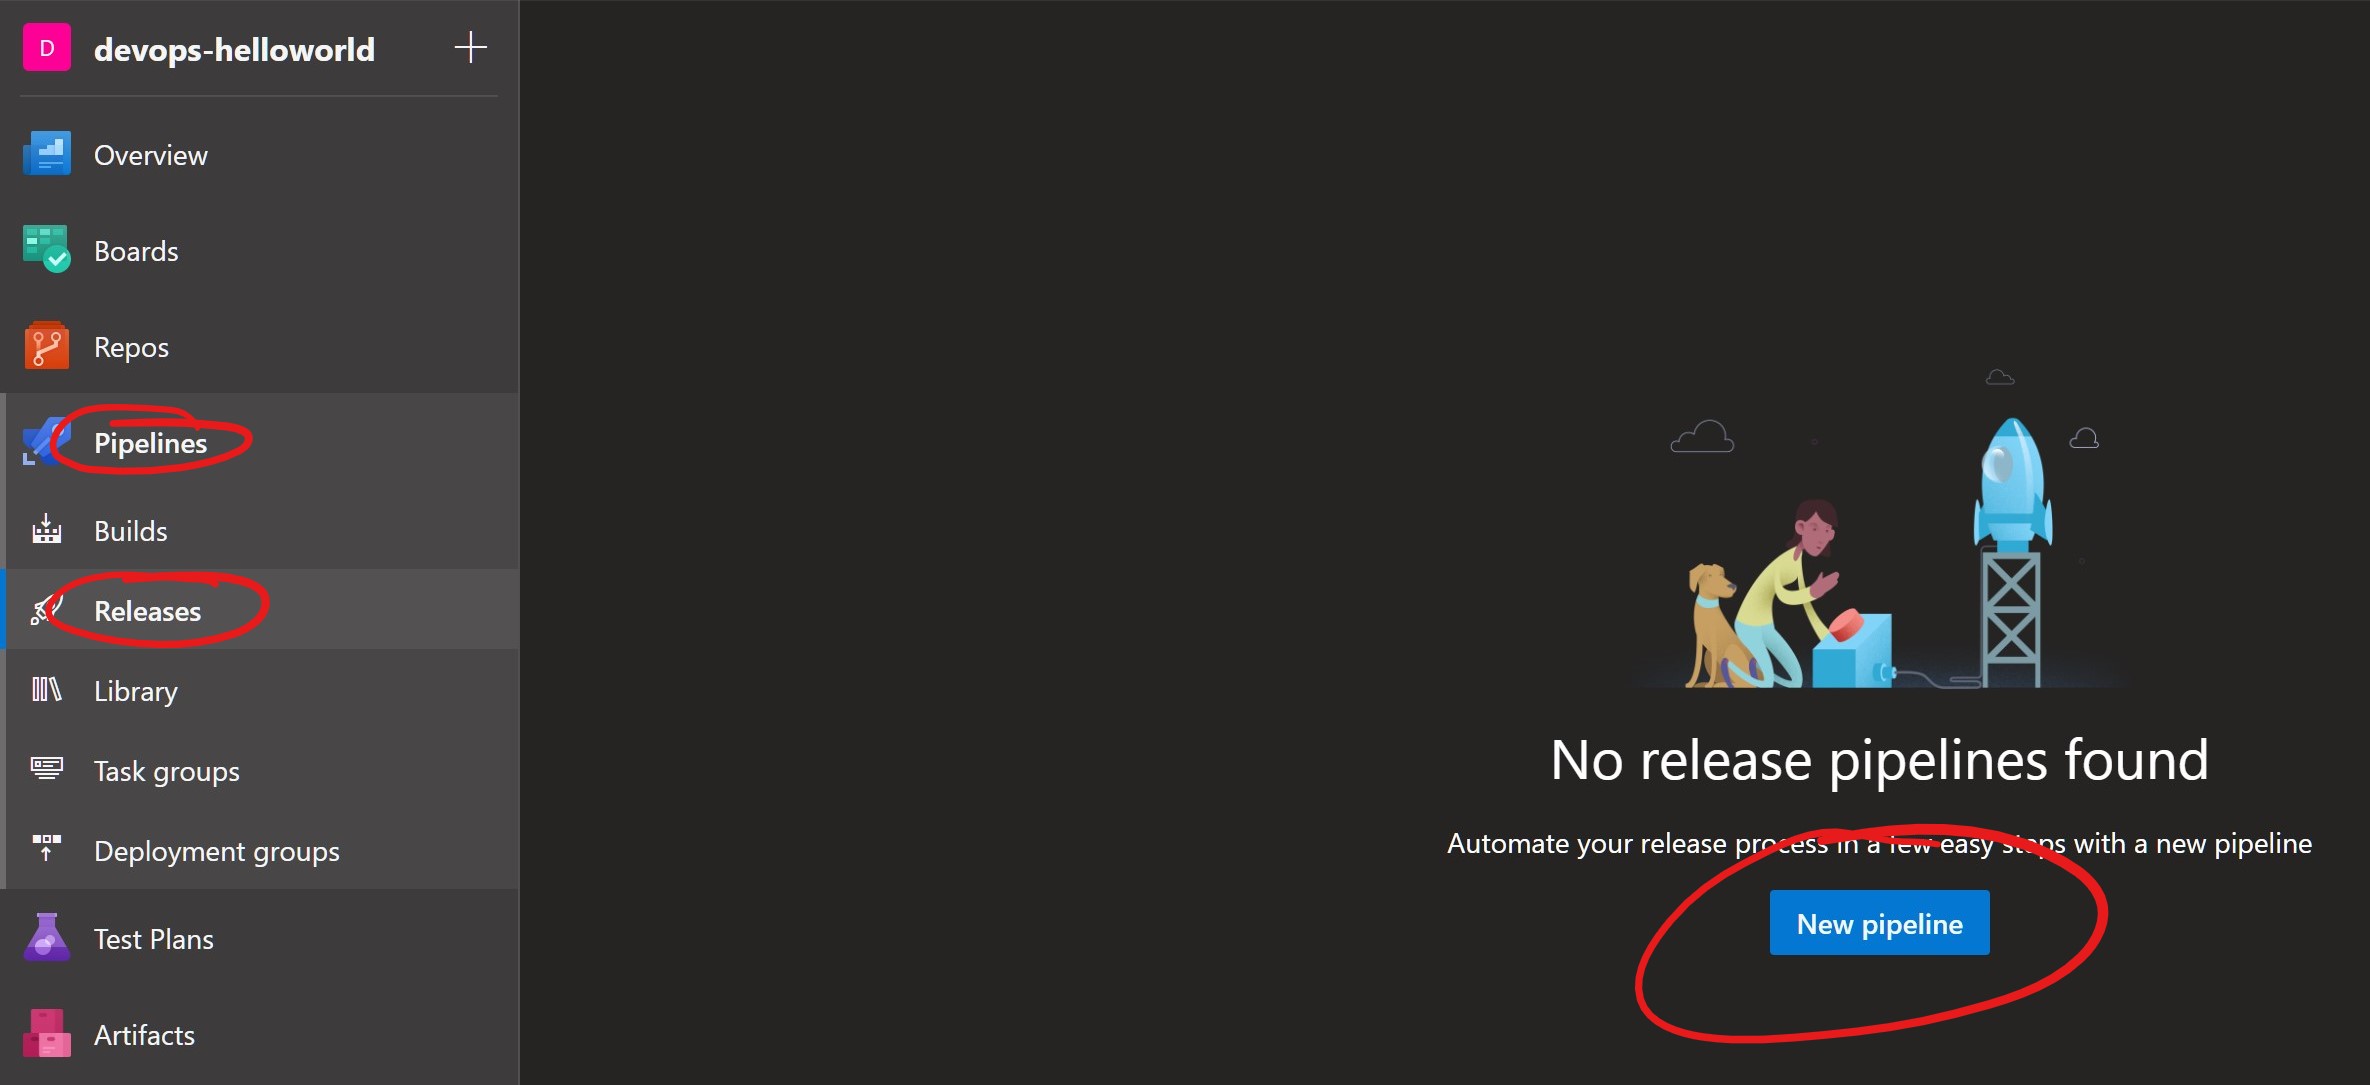 D
devops-helloworld
Overview
Boards
Repos
Pipelines
Builds
Releases
Library
Task groups
Deployment groups
Test Plans
Artifacts
No release pipelines found
Automate your release process in a few easy steps with a new pipeline
New pipeline